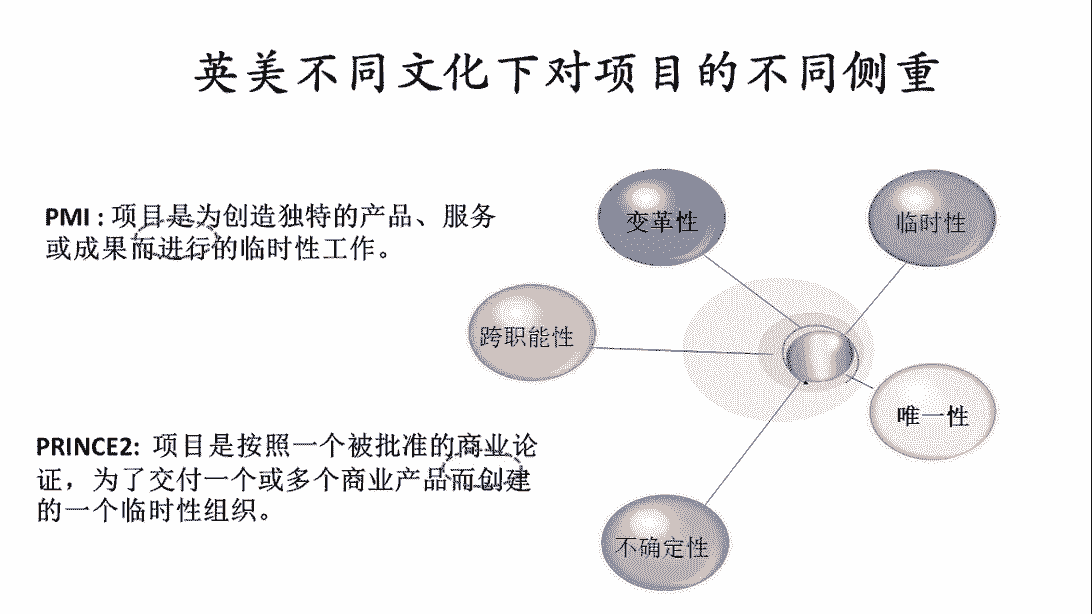 英美不同文化下对项目的不同侧重
PMI : 项目是为创造独特的产品、服务
或成果而进行的临时性工作。
变革性
临时性
跨职能性
唯一性
PRINCE2: 项目是按照一个被批准的商业论
证，为了交付一个或多个商业产品而创建
的一个临时性组织。
不确定性